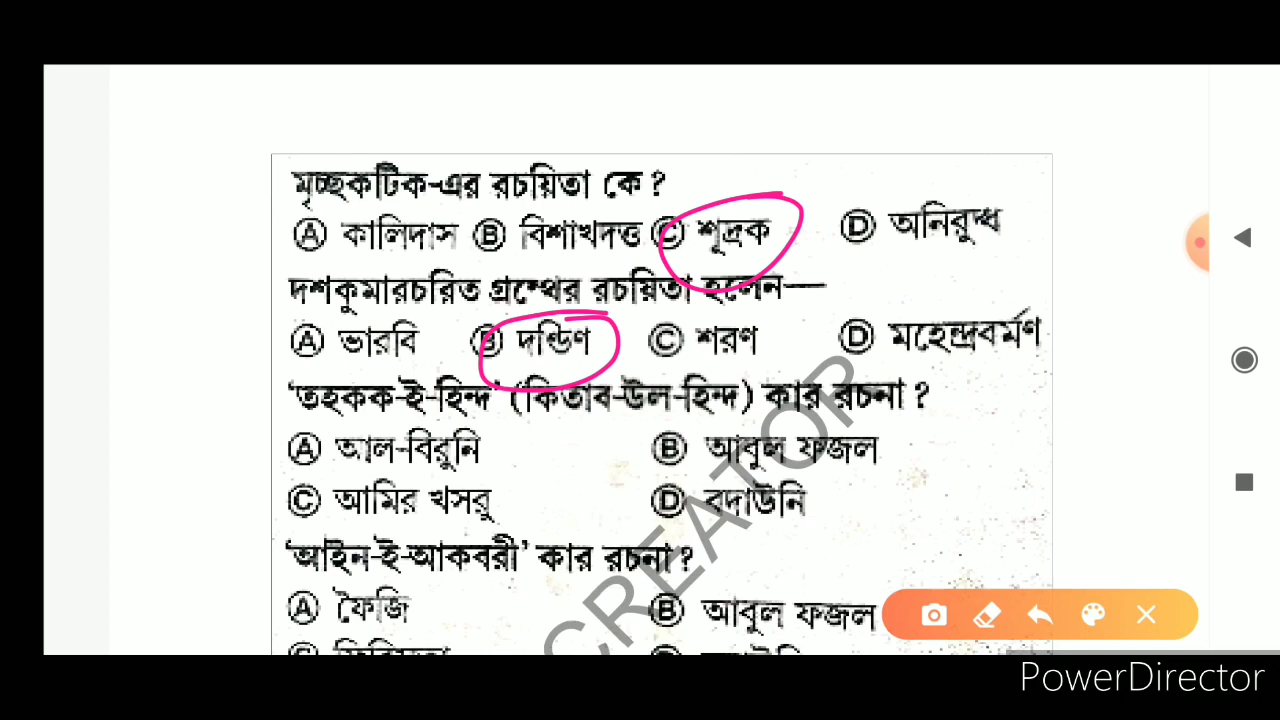 মৃচ্ছকটিক-এর রচয়িতা কে?
Ⓐ কালিদাস Ⓑ বিশাখদত্ত Ⓒ শূদ্রক Ⓓ অনিবুদ্ধ
দশকুমারচরিত গ্রন্থের রচয়িতা হলেন—
Ⓐ ভারবি Ⓑ দণ্ডিণ Ⓒ শরণ Ⓓ মহেন্দ্রবর্মণ
'তহকক-ই-হিন্দ' (কিতাব-উল-হিন্দ) কার রচনা?
Ⓐ আল-বিরুনি Ⓑ আবুল ফজল
Ⓒ আমির খসরু Ⓓ বদাউনি
'আইন-ই-আকবরী' কার রচনা?
Ⓐ ফৈজি Ⓑ আবুল ফজল
CREATOR
PowerDirector